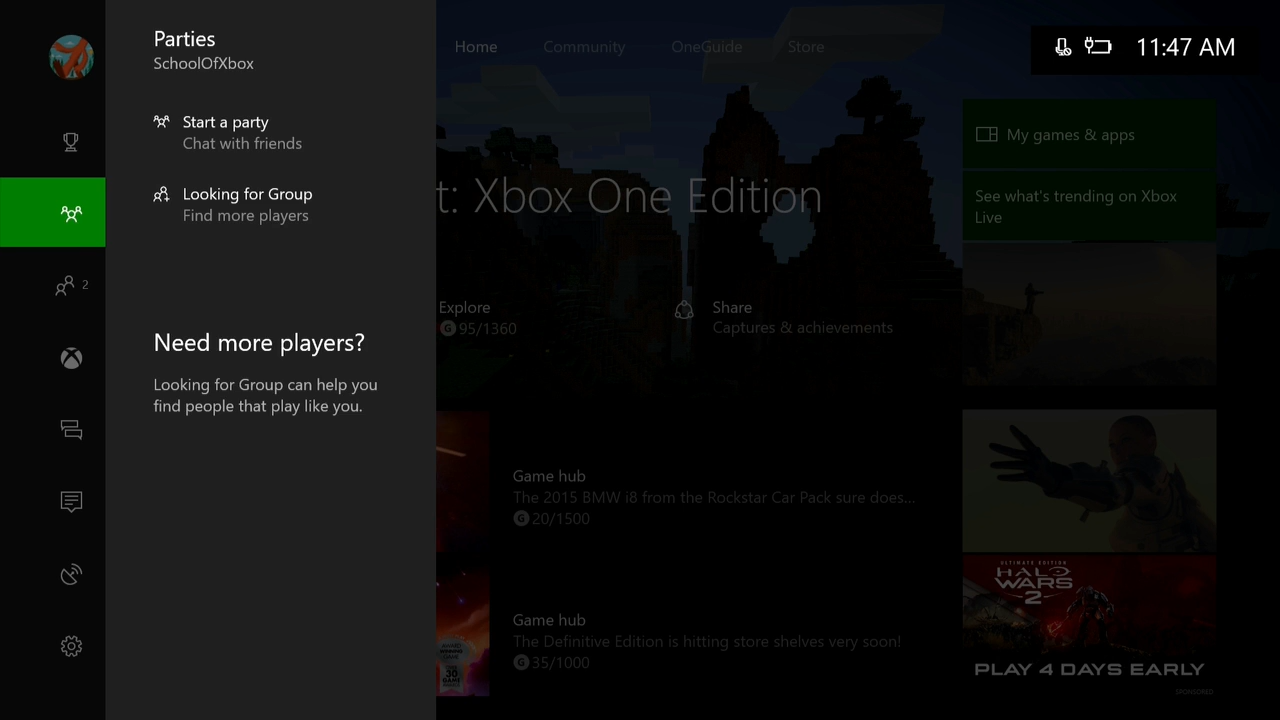 Parties
SchoolOfXbox
Start a party
Chat with friends
Looking for Group
Find more players
2
Need more players?
Looking for Group can help you
find people that play like you.
Home
Community
OneGuide
Store
11:47 AM
t: Xbox One Edition
Explore
G 95/1360
Share
Captures & achievements
Game hub
The 2015 BMW i8 from the Rockstar Car Pack sure does...
G 20/1500
Game hub
The Definitive Edition is hitting store shelves very soon!
G 35/1000
My games & apps
See what's trending on Xbox
Live
ULTIMATE EDITION
HALO
WARS
2
PLAY 4 DAYS EARLY
SPONSORED